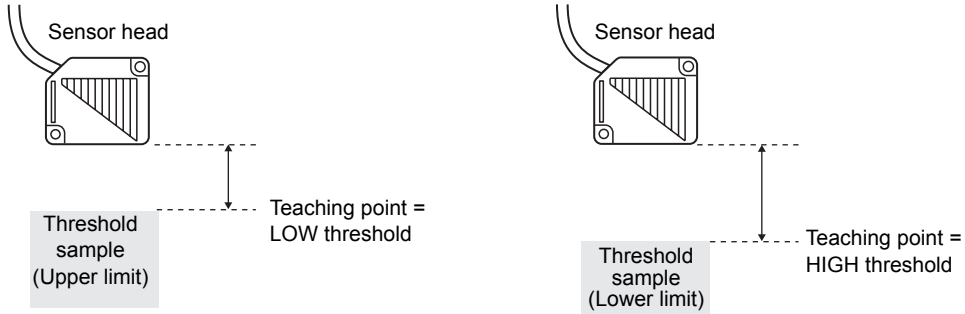 Sensor head
Teaching point =
LOW threshold
Threshold
sample
(Upper limit)
Sensor head
Teaching point =
HIGH threshold
Threshold
sample
(Lower limit)